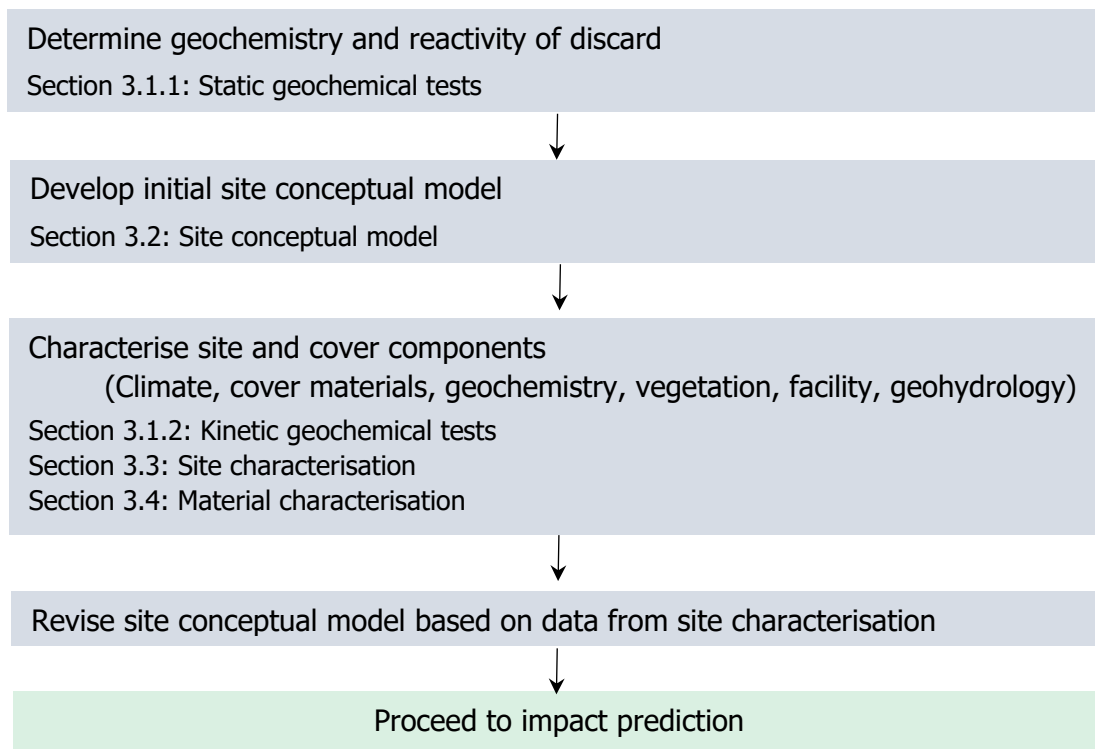 Determine geochemistry and reactivity of discard
Section 3.1.1: Static geochemical tests
Develop initial site conceptual model
Section 3.2: Site conceptual model
Characterise site and cover components
(Climate, cover materials, geochemistry, vegetation, facility, geohydrology)
Section 3.1.2: Kinetic geochemical tests
Section 3.3: Site characterisation
Section 3.4: Material characterisation
Revise site conceptual model based on data from site characterisation
Proceed to impact prediction